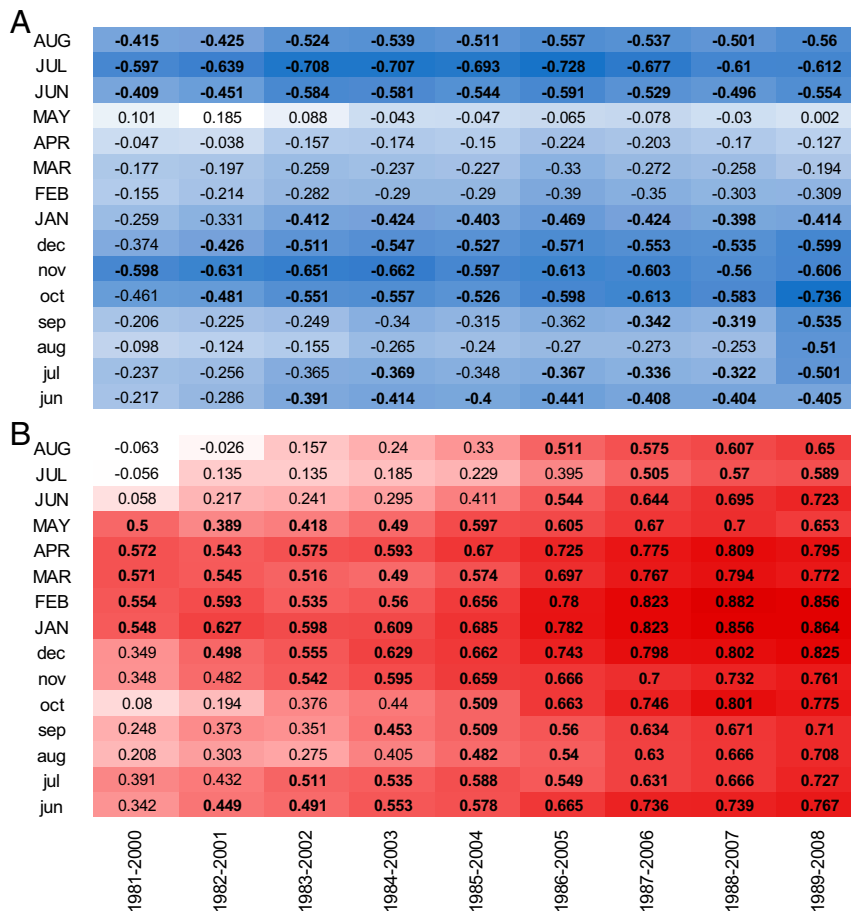 A
AUG -0.415 -0.425 -0.524 -0.539 -0.511 -0.557 -0.537 -0.501 -0.56
JUL -0.597 -0.639 -0.708 -0.707 -0.693 -0.728 -0.677 -0.61 -0.612
JUN -0.409 -0.451 -0.584 -0.581 -0.544 -0.591 -0.529 -0.496 -0.554
MAY 0.101 0.185 0.088 -0.043 -0.047 -0.065 -0.078 -0.03 0.002
APR -0.047 -0.038 -0.157 -0.174 -0.15 -0.224 -0.203 -0.17 -0.127
MAR -0.177 -0.197 -0.259 -0.237 -0.227 -0.33 -0.272 -0.258 -0.194
FEB -0.155 -0.214 -0.282 -0.29 -0.29 -0.39 -0.35 -0.303 -0.309
JAN -0.259 -0.331 -0.412 -0.424 -0.403 -0.469 -0.424 -0.398 -0.414
dec -0.374 -0.426 -0.511 -0.547 -0.527 -0.571 -0.553 -0.535 -0.599
nov -0.598 -0.631 -0.651 -0.662 -0.597 -0.613 -0.603 -0.56 -0.606
oct -0.461 -0.481 -0.551 -0.557 -0.526 -0.598 -0.613 -0.583 -0.736
sep -0.206 -0.225 -0.249 -0.34 -0.315 -0.362 -0.342 -0.319 -0.535
aug -0.098 -0.124 -0.155 -0.265 -0.24 -0.27 -0.273 -0.253 -0.51
jul -0.237 -0.256 -0.365 -0.369 -0.348 -0.367 -0.336 -0.322 -0.501
jun -0.217 -0.286 -0.391 -0.414 -0.4 -0.441 -0.408 -0.404 -0.405
B
AUG -0.063 -0.026 0.157 0.24 0.33 0.511 0.575 0.607 0.65
JUL -0.056 0.135 0.135 0.185 0.229 0.395 0.505 0.57 0.589
JUN 0.058 0.217 0.241 0.295 0.411 0.544 0.644 0.695 0.723
MAY 0.5 0.389 0.418 0.49 0.597 0.605 0.67 0.7 0.653
APR 0.572 0.543 0.575 0.593 0.67 0.725 0.775 0.809 0.795
MAR 0.571 0.545 0.516 0.49 0.574 0.697 0.767 0.794 0.772
FEB 0.554 0.593 0.535 0.56 0.656 0.78 0.823 0.882 0.856
JAN 0.548 0.627 0.598 0.609 0.685 0.782 0.823 0.856 0.864
dec 0.349 0.498 0.555 0.629 0.662 0.743 0.798 0.802 0.825
nov 0.348 0.482 0.542 0.595 0.659 0.666 0.7 0.732 0.761
oct 0.08 0.194 0.376 0.44 0.509 0.663 0.746 0.801 0.775
sep 0.248 0.373 0.351 0.453 0.509 0.56 0.634 0.671 0.71
aug 0.208 0.303 0.275 0.405 0.482 0.54 0.63 0.666 0.708
jul 0.391 0.432 0.511 0.535 0.588 0.549 0.631 0.666 0.727
jun 0.342 0.449 0.491 0.553 0.578 0.665 0.736 0.739 0.767
1981-2000 1982-2001 1983-2002 1984-2003 1985-2004 1986-2005 1987-2006 1988-2007 1989-2008